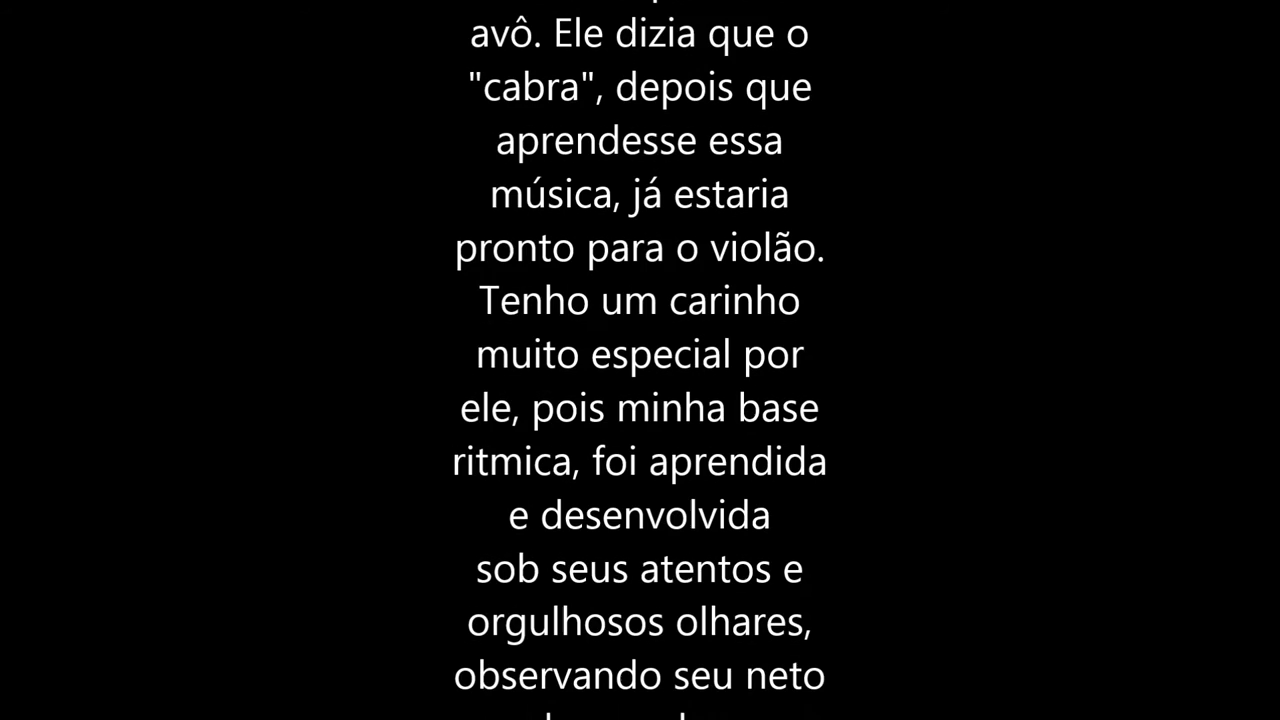 avô. Ele dizia que o
"cabra", depois que
aprendesse essa
música, já estaria
pronto para o violão.
Tenho um carinho
muito especial por
ele, pois minha base
ritmica, foi aprendida
e desenvolvida
sob seus atentos e
orgulhosos olhares,
observando seu neto